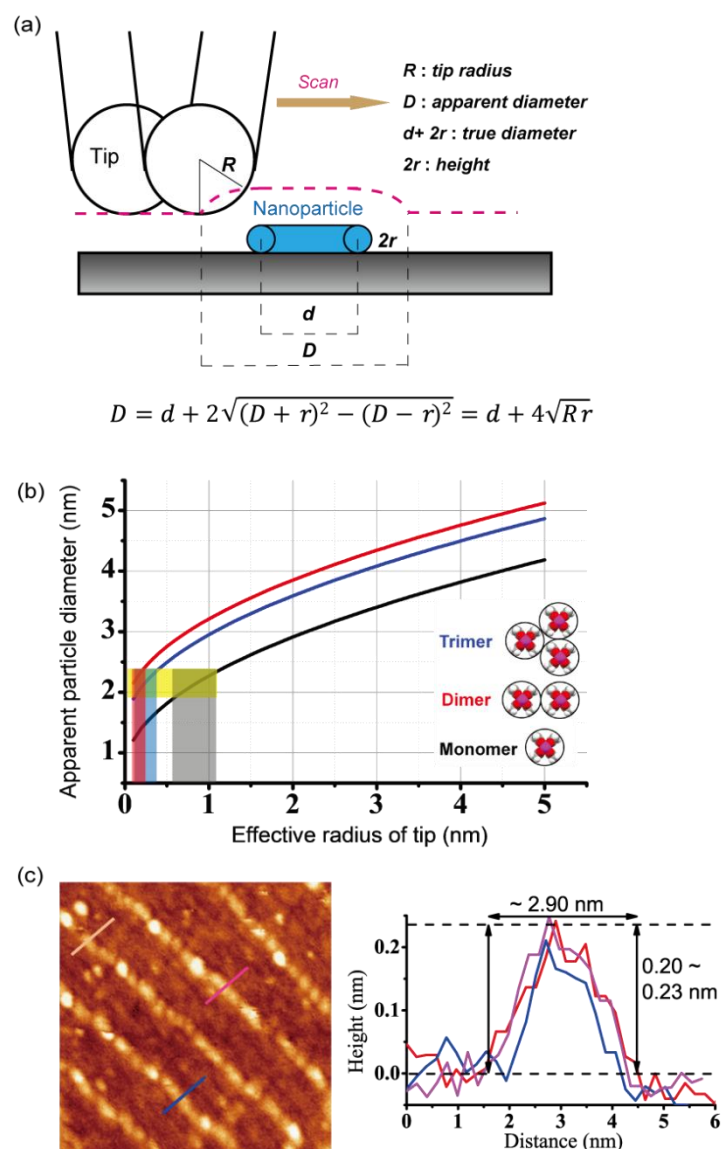 (a)
Scan
R : tip radius
D : apparent diameter
d+ 2r : true diameter
2r : height
Tip
R
Nanoparticle
2r
d
D
D = d + 2√(D + r)² − (D − r)² = d + 4√Rr
(b)
Apparent particle diameter (nm)
5
4
3
2
1
Trimer
Dimer
Monomer
0 1 2 3 4 5
Effective radius of tip (nm)
(c)
~ 2.90 nm
0.20 ~
0.23 nm
Height (nm)
0.2
0.1
0.0
0 1 2 3 4 5 6
Distance (nm)